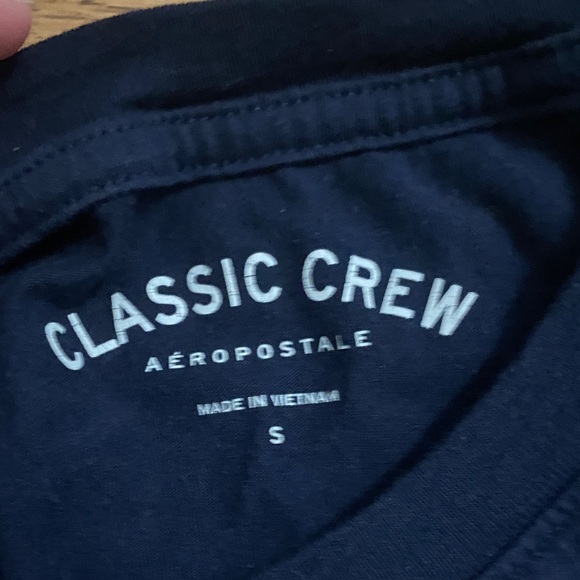 CLASSIC CREW
AÉROPOSTALE
MADE IN VIETNAM
S